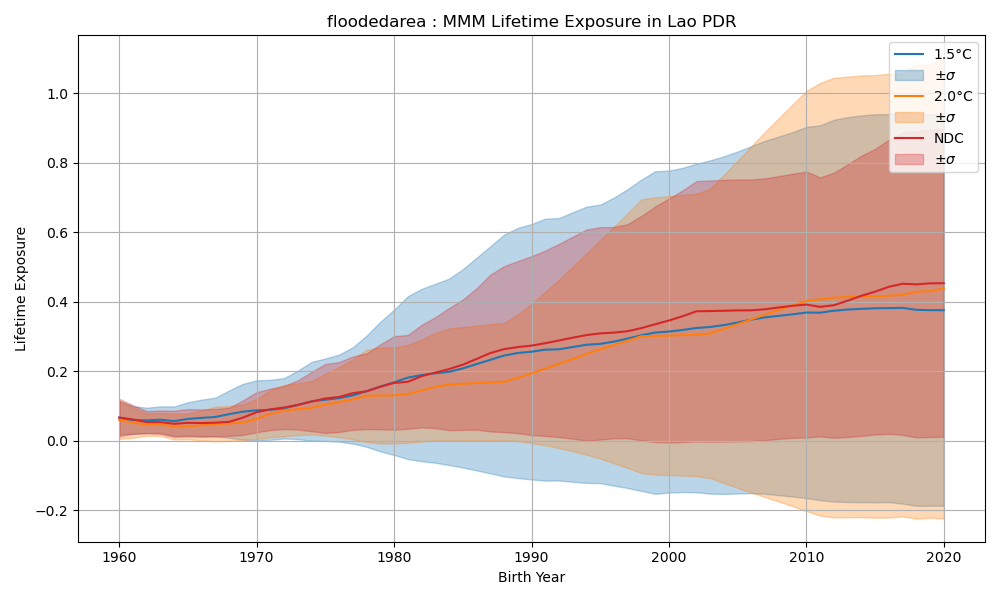 floodedarea : MMM Lifetime Exposure in Lao PDR
1.5°C
±σ
2.0°C
±σ
NDC
±σ
Lifetime Exposure
1.0
0.8
0.6
0.4
0.2
0.0
−0.2
1960 1970 1980 1990 2000 2010 2020
Birth Year